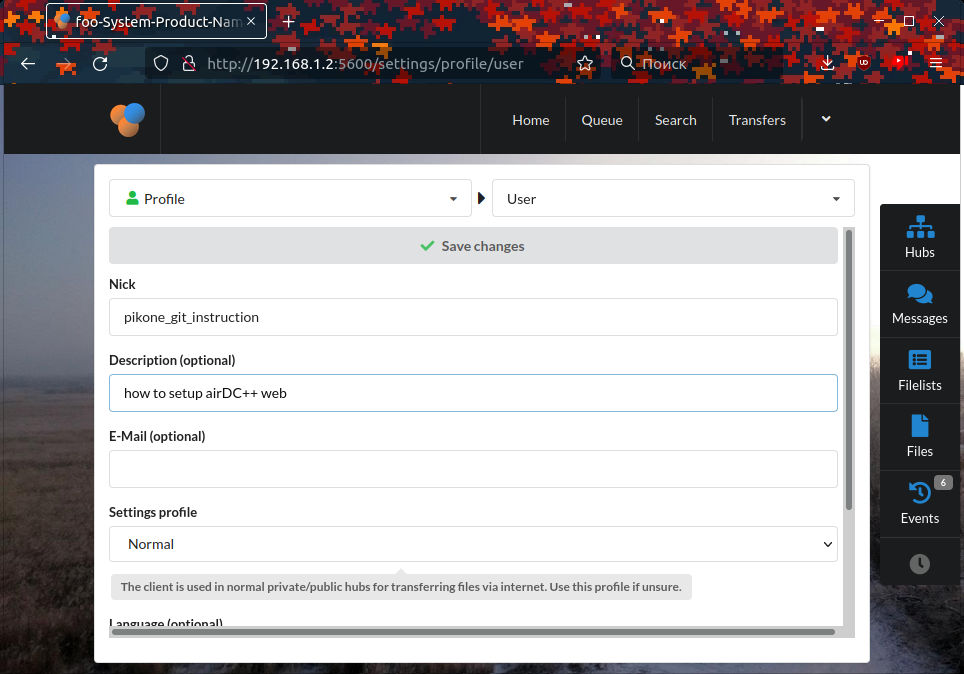 foo-System-Product-Nam
http://192.168.1.2:5600/settings/profile/user
Поиск
Home
Queue
Search
Transfers
Profile
User
Save changes
Nick
pikone_git_instruction
Description (optional)
how to setup airDC++ web
E-Mail (optional)
Settings profile
Normal
The client is used in normal private/public hubs for transferring files via internet. Use this profile if unsure.
Language (optional)
Hubs
Messages
Filelists
Files
6
Events